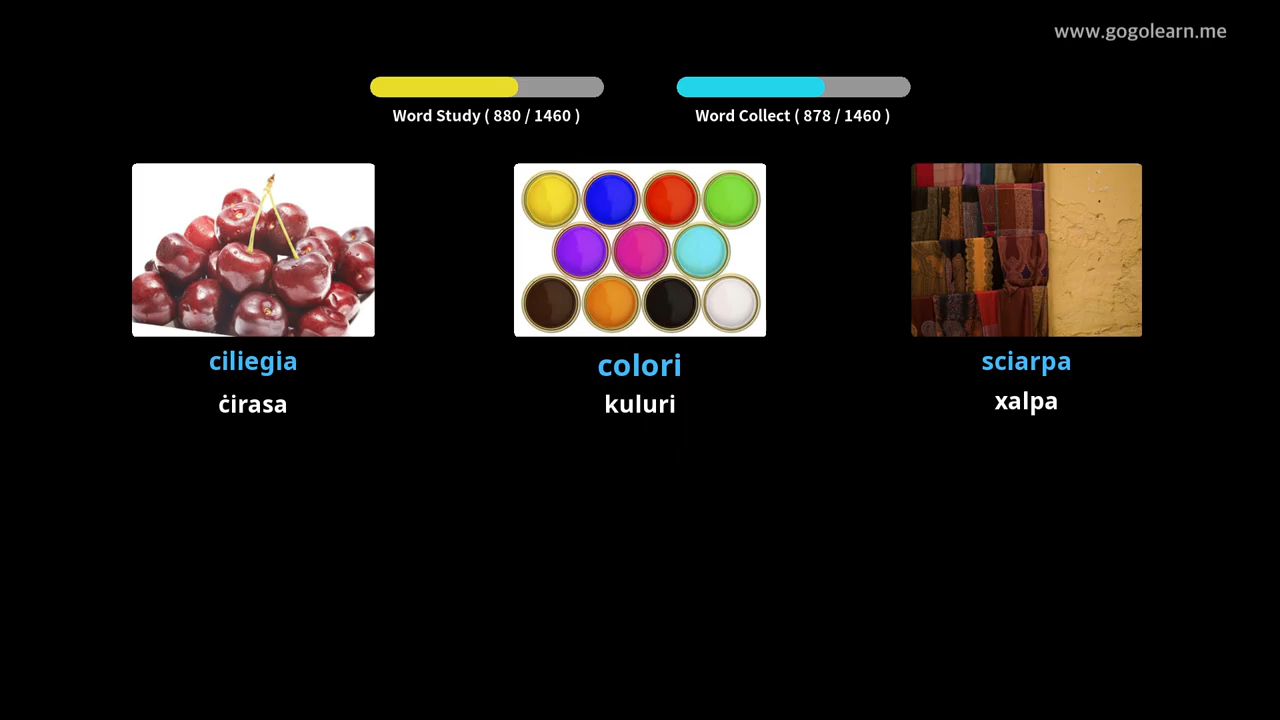 www.gogolearn.me
Word Study ( 880 / 1460 )
Word Collect ( 878 / 1460 )
ciliegia
ċirasa
colori
kuluri
sciarpa
xalpa